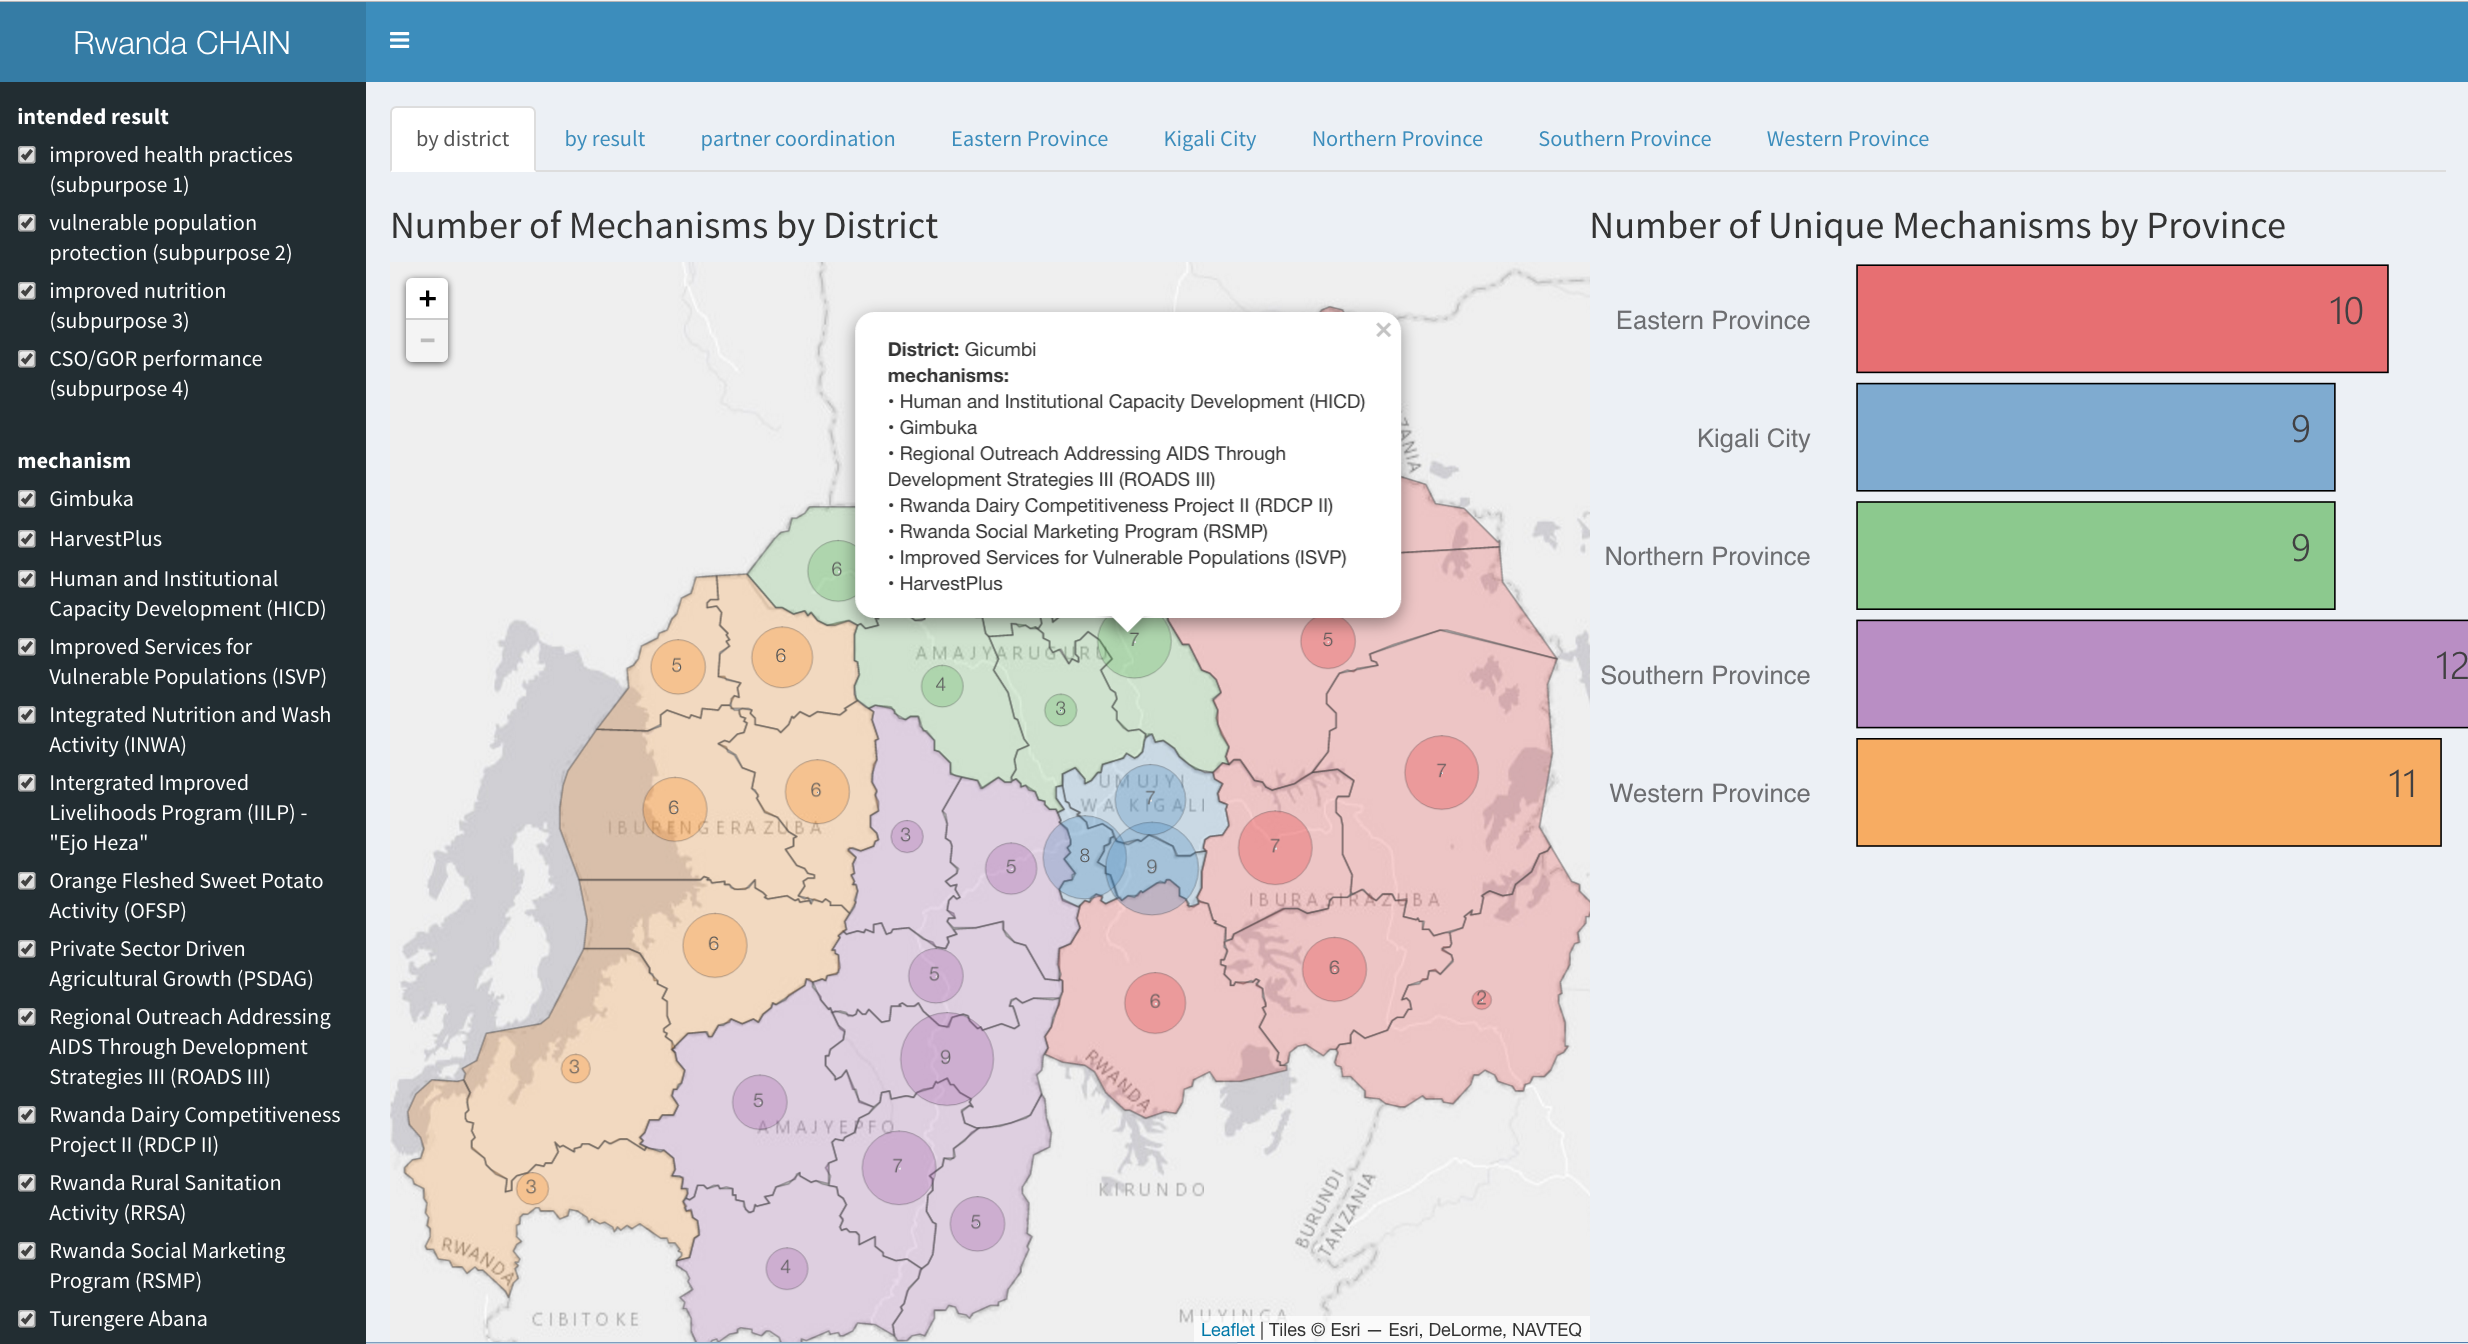 Rwanda CHAIN
intended result
improved health practices
(subpurpose 1)
vulnerable population
protection (subpurpose 2)
improved nutrition
(subpurpose 3)
CSO/GOR performance
(subpurpose 4)
mechanism
Gimbuka
HarvestPlus
Human and Institutional
Capacity Development (HICD)
Improved Services for
Vulnerable Populations (ISVP)
Integrated Nutrition and Wash
Activity (INWA)
Intergrated Improved
Livelihoods Program (IILP) -
"Ejo Heza"
Orange Fleshed Sweet Potato
Activity (OFSP)
Private Sector Driven
Agricultural Growth (PSDAG)
Regional Outreach Addressing
AIDS Through Development
Strategies III (ROADS III)
Rwanda Dairy Competitiveness
Project II (RDCP II)
Rwanda Rural Sanitation
Activity (RRSA)
Rwanda Social Marketing
Program (RSMP)
Turengere Abana
by district
by result
partner coordination
Eastern Province
Kigali City
Northern Province
Southern Province
Western Province
Number of Mechanisms by District
+
−
District: Gicumbi
mechanisms:
• Human and Institutional Capacity Development (HICD)
• Gimbuka
• Regional Outreach Addressing AIDS Through
Development Strategies III (ROADS III)
• Rwanda Dairy Competitiveness Project II (RDCP II)
• Rwanda Social Marketing Program (RSMP)
• Improved Services for Vulnerable Populations (ISVP)
• HarvestPlus
×
ZANIA
6
7
5
5
6
AMAJYARUGURU
4
3
7
UMUJYI
WA KIGALI
7
6
6
IBURENGERAZUBA
3
5
8
9
7
IBURASIRAZUBA
6
5
6
6
2
9
3
RWANDA
5
AMAJYEPFO
7
3
KIRUNDO
5
BURUNDI
TANZANIA
RWANDA
4
CIBITOKE
MUYINGA
Leaflet | Tiles © Esri — Esri, DeLorme, NAVTEQ
Number of Unique Mechanisms by Province
Eastern Province
10
Kigali City
9
Northern Province
9
Southern Province
12
Western Province
11